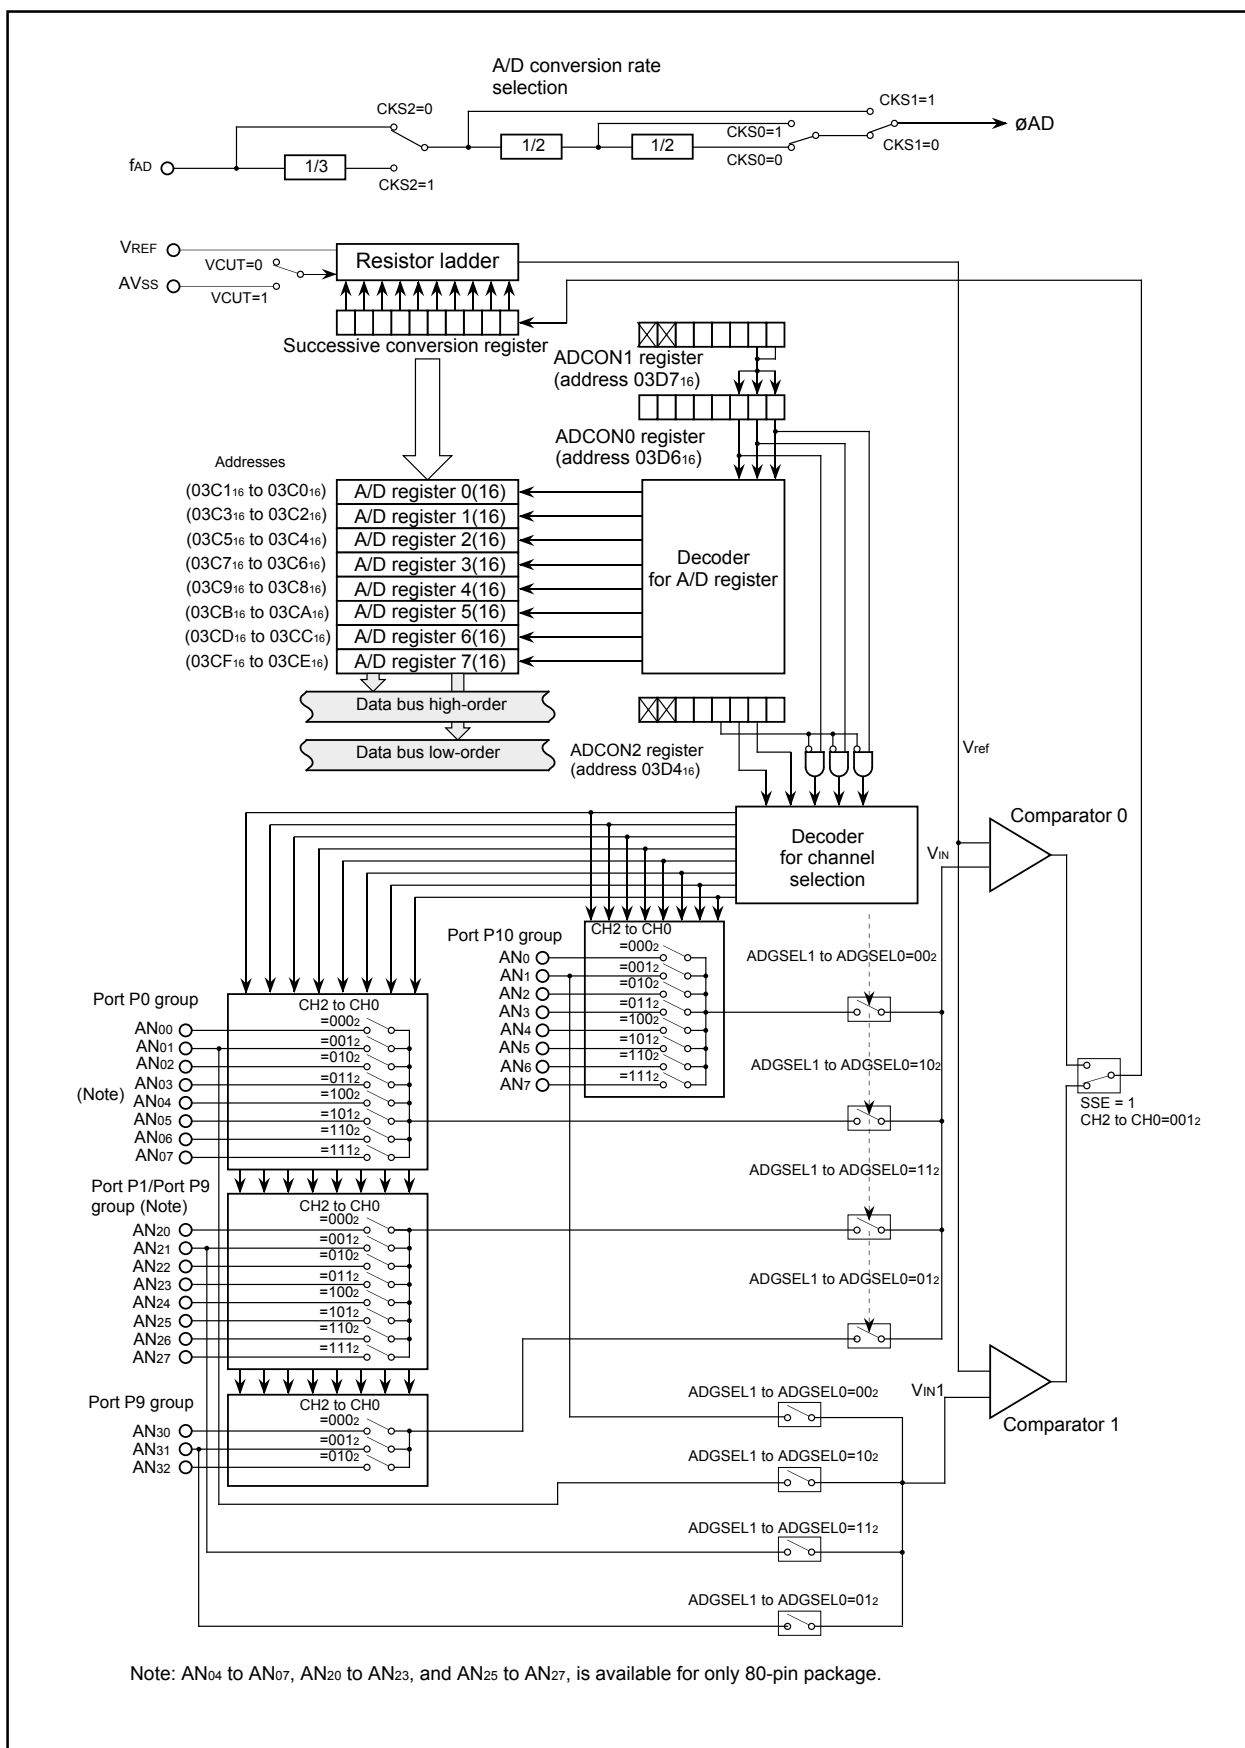 A/D conversion rate
selection
CKS2=0
CKS1=1
øAD
CKS0=1
1/2
1/2
CKS0=0
CKS1=0
fAD
1/3
CKS2=1
VREF
VCUT=0
Resistor ladder
AVSS
VCUT=1
Successive conversion register
ADCON1 register
(address 03D716)
ADCON0 register
(address 03D616)
Addresses
(03C116 to 03C016)
A/D register 0(16)
(03C316 to 03C216)
A/D register 1(16)
(03C516 to 03C416)
A/D register 2(16)
(03C716 to 03C616)
A/D register 3(16)
(03C916 to 03C816)
A/D register 4(16)
(03CB16 to 03CA16)
A/D register 5(16)
(03CD16 to 03CC16)
A/D register 6(16)
(03CF16 to 03CE16)
A/D register 7(16)
Decoder
for A/D register
Data bus high-order
Data bus low-order
ADCON2 register
(address 03D416)
Vref
Decoder
for channel
selection
Comparator 0
VIN
Port P10 group
CH2 to CH0
AN0
=0002
AN1
=0012
AN2
=0102
AN3
=0112
AN4
=1002
AN5
=1012
AN6
=1102
AN7
=1112
ADGSEL1 to ADGSEL0=002
ADGSEL1 to ADGSEL0=102
ADGSEL1 to ADGSEL0=112
ADGSEL1 to ADGSEL0=012
SSE = 1
CH2 to CH0=0012
Port P0 group
CH2 to CH0
AN00
=0002
AN01
=0012
AN02
=0102
AN03
=0112
(Note)
AN04
=1002
AN05
=1012
AN06
=1102
AN07
=1112
Port P1/Port P9
group (Note)
CH2 to CH0
AN20
=0002
AN21
=0012
AN22
=0102
AN23
=0112
AN24
=1002
AN25
=1012
AN26
=1102
AN27
=1112
Port P9 group
CH2 to CH0
AN30
=0002
AN31
=0012
AN32
=0102
ADGSEL1 to ADGSEL0=002
VIN1
Comparator 1
ADGSEL1 to ADGSEL0=102
ADGSEL1 to ADGSEL0=112
ADGSEL1 to ADGSEL0=012
Note: AN04 to AN07, AN20 to AN23, and AN25 to AN27, is available for only 80-pin package.